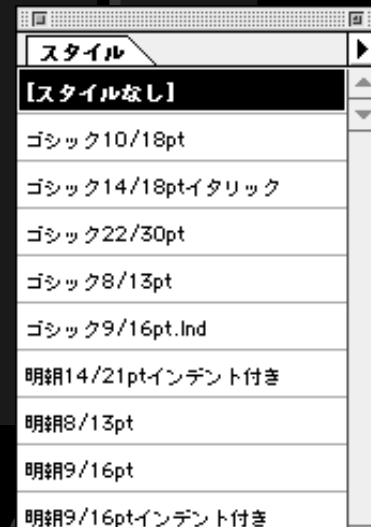 スタイル
[スタイルなし]
ゴシック10/18pt
ゴシック14/18ptイタリック
ゴシック22/30pt
ゴシック8/13pt
ゴシック9/16pt.Ind
明朝14/21ptインデント付き
明朝8/13pt
明朝9/16pt
明朝9/16ptインデント付き